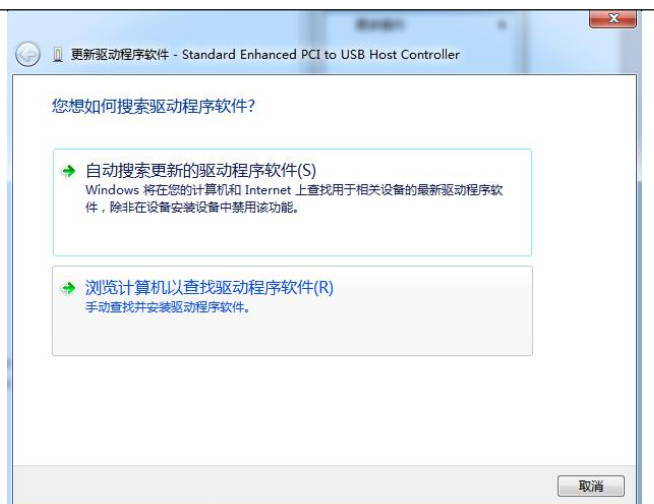 更新驱动程序软件 - Standard Enhanced PCI to USB Host Controller
您想如何搜索驱动程序软件?
自动搜索更新的驱动程序软件(S)
Windows 将在您的计算机和 Internet 上查找用于相关设备的最新驱动程序软
件，除非在设备安装设备中禁用该功能。
浏览计算机以查找驱动程序软件(R)
手动查找并安装驱动程序软件。
取消